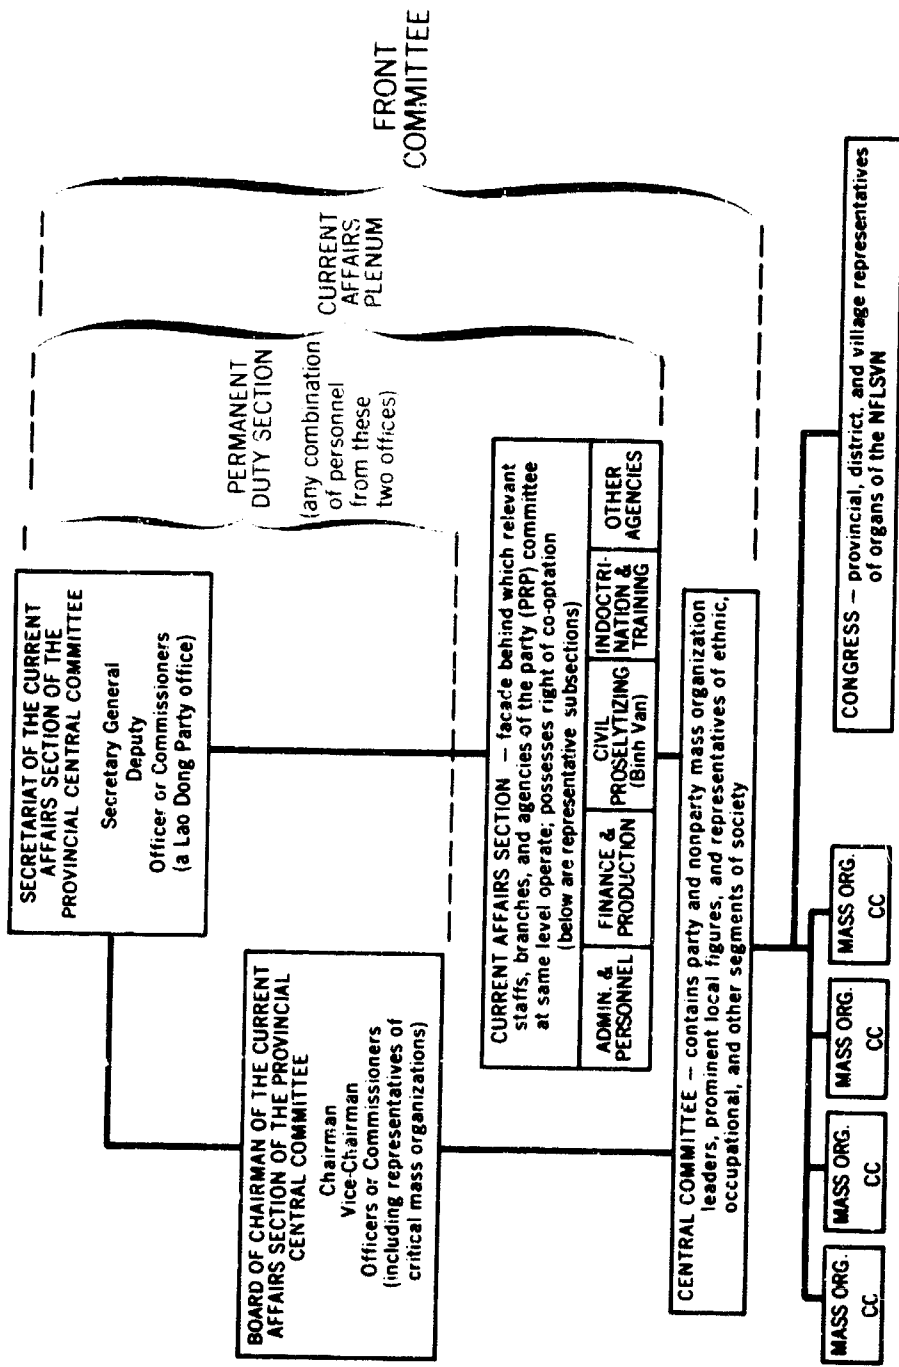 SECRETARIAT OF THE CURRENT
AFFAIRS SECTION OF THE
PROVINCIAL CENTRAL COMMITTEE
Secretary General
Deputy
Officer or Commissioners
(a Lao Dong Party office)
BOARD OF CHAIRMAN OF THE CURRENT
AFFAIRS SECTION OF THE PROVINCIAL
CENTRAL COMMITTEE
Chairman
Vice-Chairman
Officers or Commissioners
(including representatives of
critical mass organizations)
PERMANENT
DUTY SECTION
(any combination
of personnel
from these
two offices)
CURRENT
AFFAIRS
PLENUM
FRONT
COMMITTEE
CURRENT AFFAIRS SECTION – facade behind which relevant
staffs, branches, and agencies of the party (PRP) committee
at same level operate; possesses right of co-optation
(below are representative subsections)
ADMIN. &
PERSONNEL
FINANCE &
PRODUCTION
CIVIL
PROSELYTIZING
(Binh Van)
INDOCTRI-
NATION &
TRAINING
OTHER
AGENCIES
CENTRAL COMMITTEE – contains party and nonparty mass organization
leaders, prominent local figures, and representatives of ethnic,
occupational, and other segments of society
MASS ORG.
CC
MASS ORG.
CC
MASS ORG.
CC
MASS ORG.
CC
CONGRESS – provincial, district, and village representatives
of organs of the NFLSVN